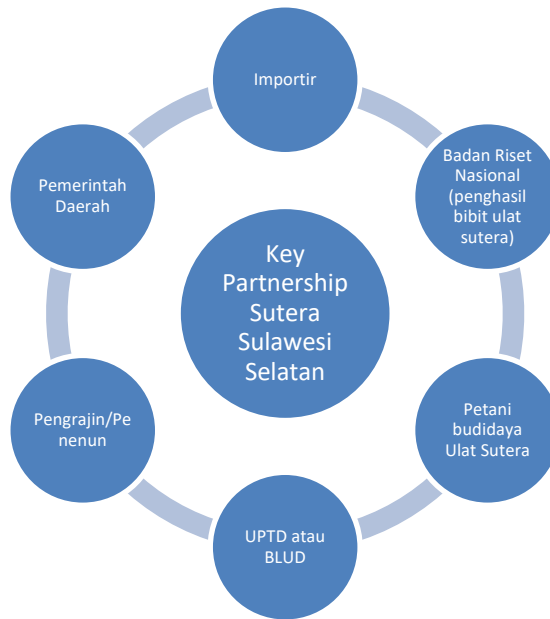 Importir
Badan Riset
Nasional
(penghasil
bibit ulat
sutera)
Petani
budidaya
Ulat Sutera
UPTD atau
BLUD
Pengrajin/Pe
nenun
Pemerintah
Daerah
Key
Partnership
Sutera
Sulawesi
Selatan